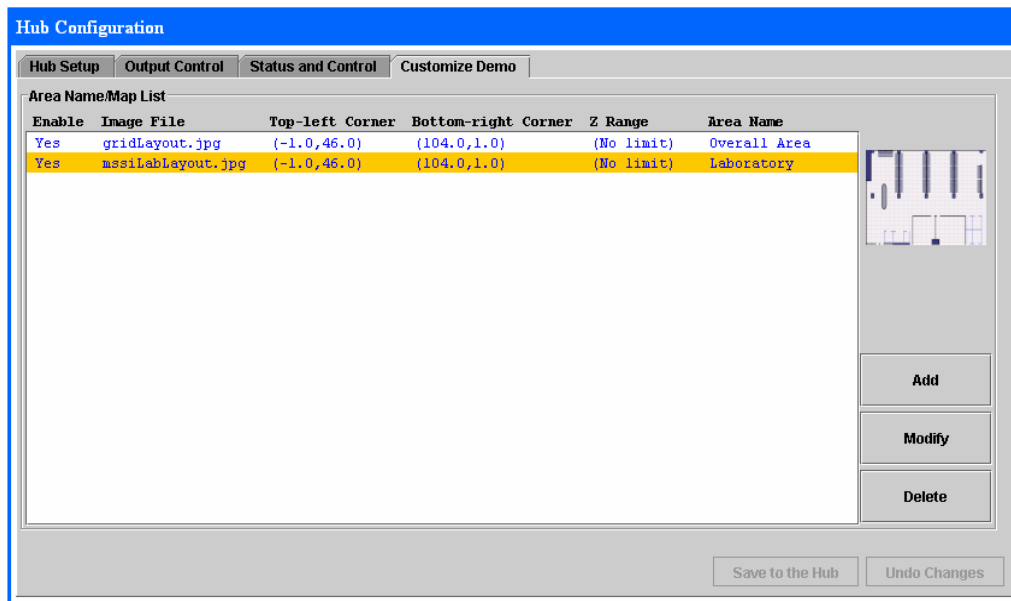 Hub Configuration
Hub Setup Output Control Status and Control Customize Demo
Area Name/Map List
Enable Image File Top-left Corner Bottom-right Corner Z Range Area Name
Yes gridLayout.jpg (-1.0,46.0) (104.0,1.0) (No limit) Overall Area
Yes mssiLabLayout.jpg (-1.0,46.0) (104.0,1.0) (No limit) Laboratory
Add
Modify
Delete
Save to the Hub Undo Changes